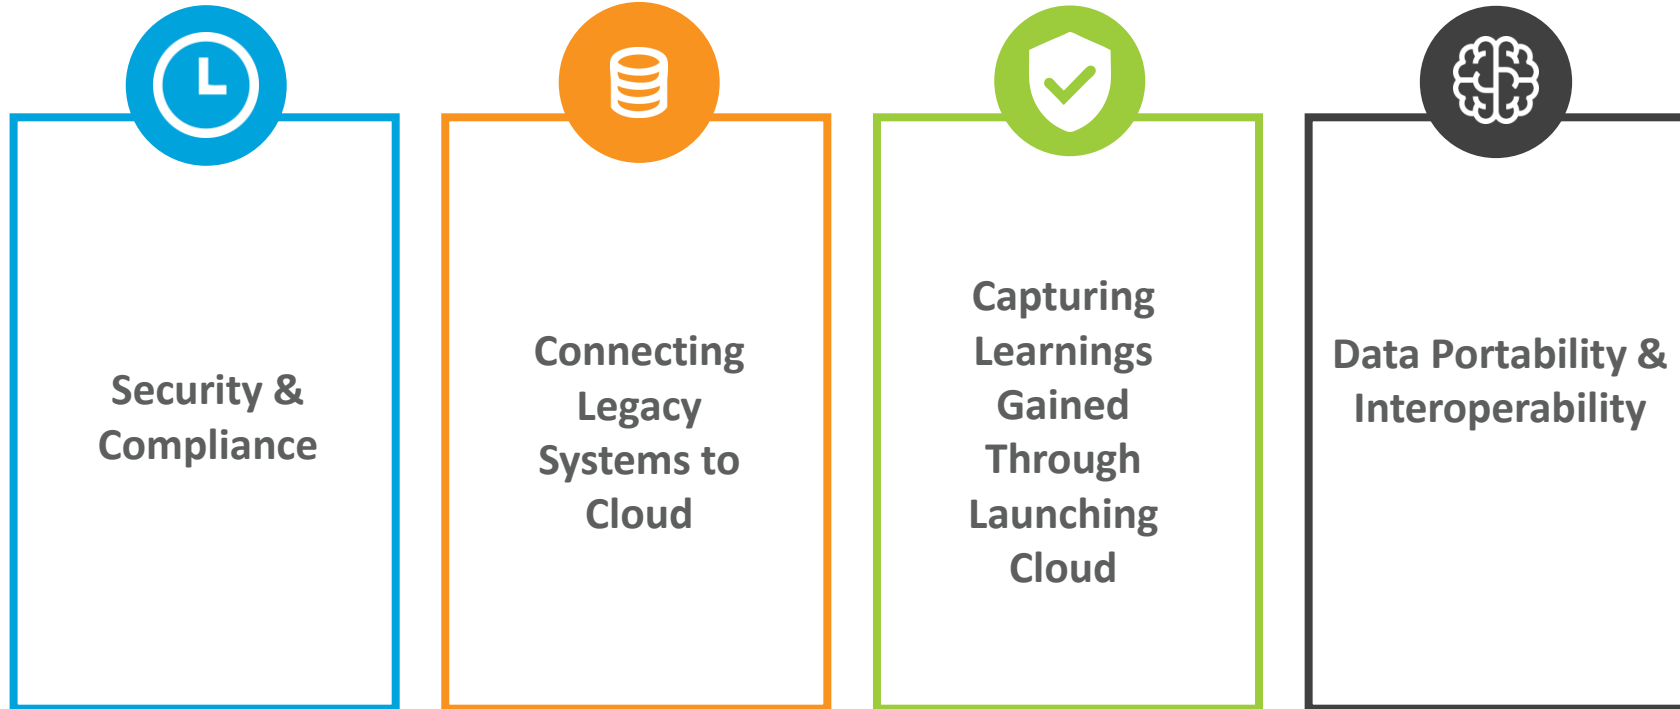 Security &
Compliance
Connecting
Legacy
Systems to
Cloud
Capturing
Learnings
Gained
Through
Launching
Cloud
Data Portability &
Interoperability